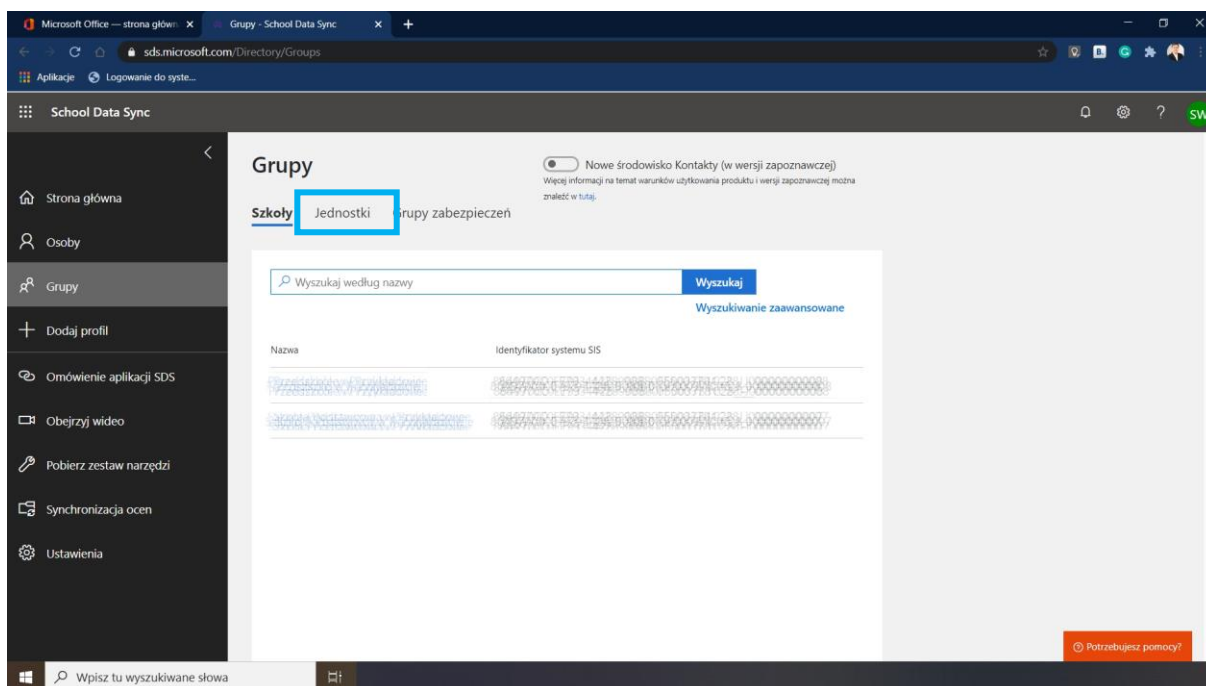 Microsoft Office — strona główn
Grupy - School Data Sync
sds.microsoft.com/Directory/Groups
Aplikacje
Logowanie do syste...
School Data Sync
SW
Grupy
Nowe środowisko Kontakty (w wersji zapoznawczej)
Więcej informacji na temat warunków użytkowania produktu i wersji zapoznawczej można
znaleźć w tutaj.
Szkoły
Jednostki
Grupy zabezpieczeń
Strona główna
Osoby
Grupy
Dodaj profil
Omówienie aplikacji SDS
Obejrzyj wideo
Pobierz zestaw narzędzi
Synchronizacja ocen
Ustawienia
Wyszukaj według nazwy
Wyszukaj
Wyszukiwanie zaawansowane
Nazwa
Identyfikator systemu SIS
Potrzebujesz pomocy?
Wpisz tu wyszukiwane słowa